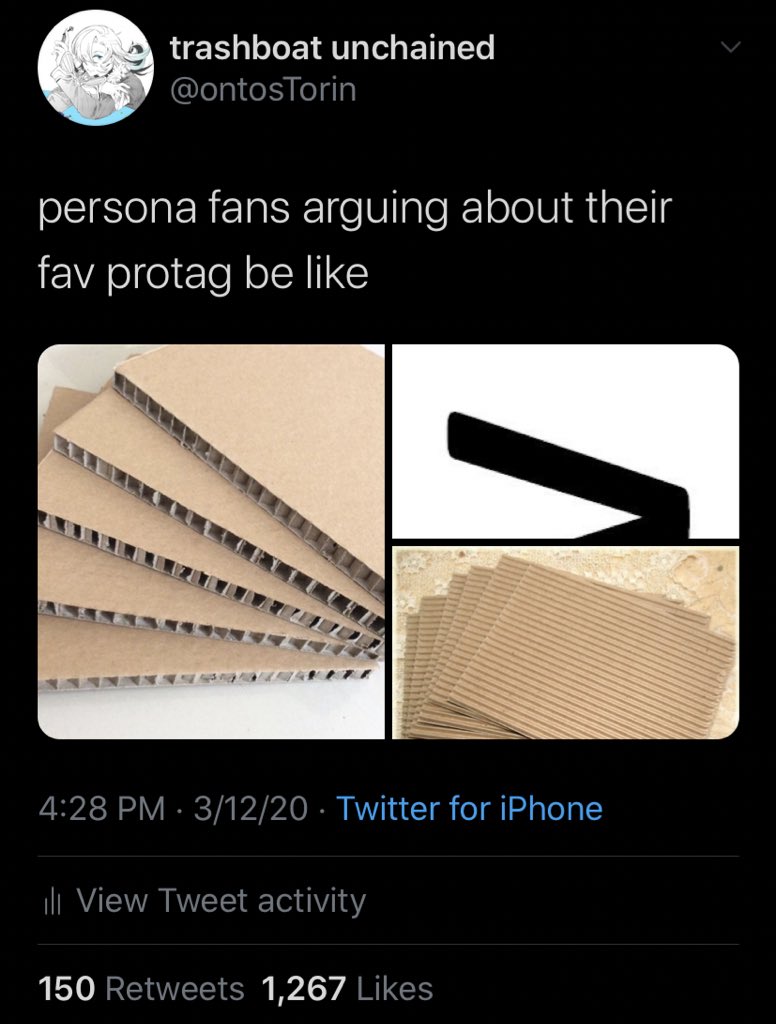 trashboat unchained
@ontosTorin
persona fans arguing about their
fav protag be like
4:28 PM · 3/12/20 · Twitter for iPhone
View Tweet activity
150 Retweets 1,267 Likes